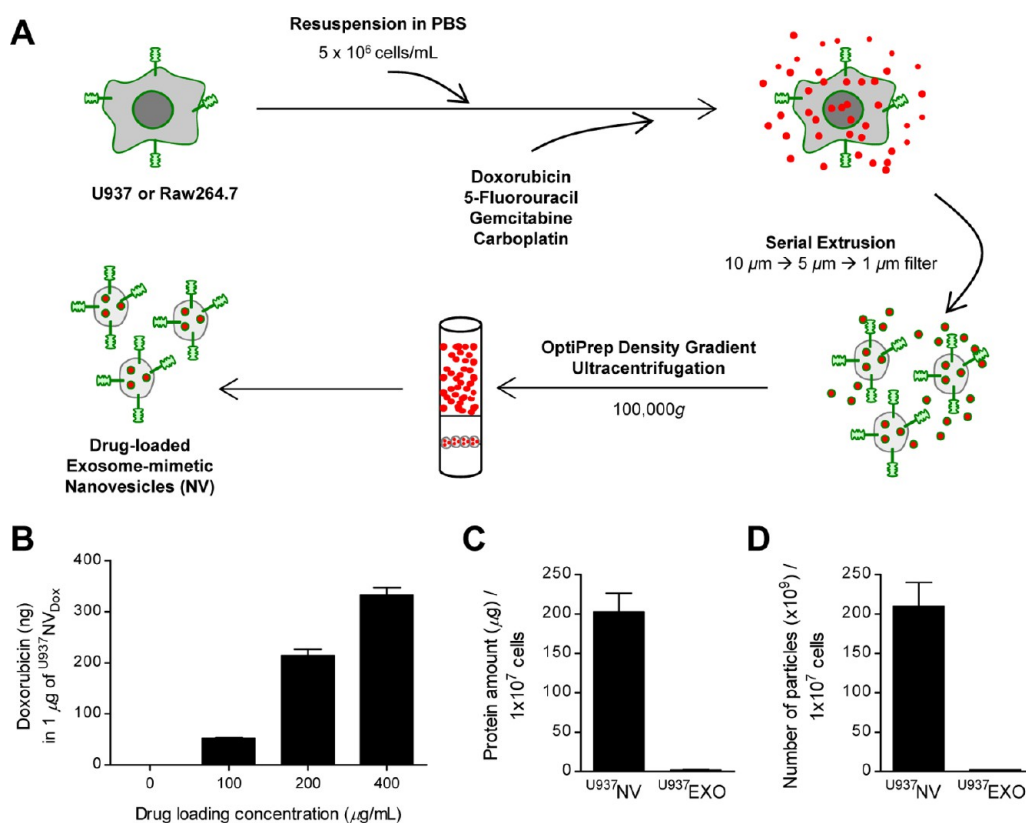 A
Resuspension in PBS
5 x 10⁶ cells/mL
Doxorubicin
5-Fluorouracil
Gemcitabine
Carboplatin
U937 or Raw264.7
Serial Extrusion
10 µm → 5 µm → 1 µm filter
OptiPrep Density Gradient
Ultracentrifugation
100,000g
Drug-loaded
Exosome-mimetic
Nanovesicles (NV)
B
Doxorubicin (ng)
in 1 µg of ᵁ⁹³⁷NV_Dox
400
300
200
100
0
0 100 200 400
Drug loading concentration (µg/mL)
C
Protein amount (µg) /
1x10⁷ cells
250
200
150
100
50
0
ᵁ⁹³⁷NV ᵁ⁹³⁷EXO
D
Number of particles (x10⁹) /
1x10⁷ cells
250
200
150
100
50
0
ᵁ⁹³⁷NV ᵁ⁹³⁷EXO